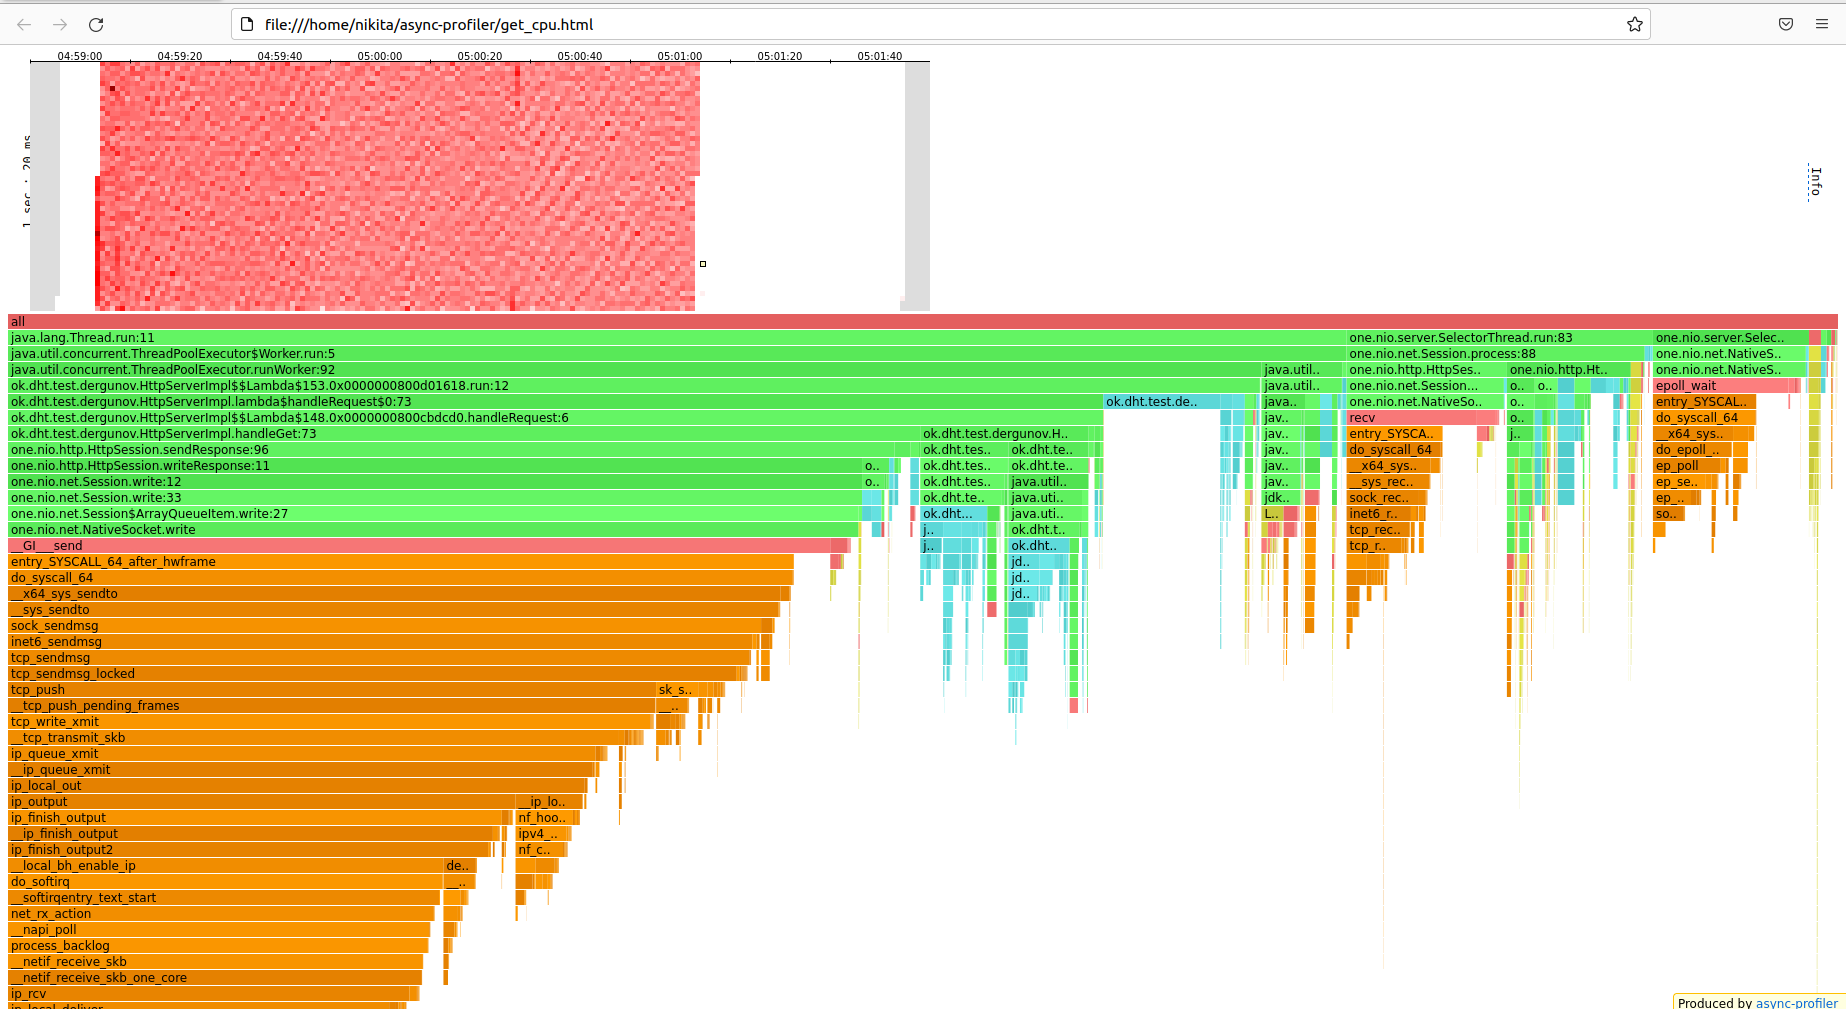 file:///home/nikita/async-profiler/get_cpu.html
04:59:00 04:59:20 04:59:40 05:00:00 05:00:20 05:00:40 05:01:00 05:01:20 05:01:40
1 sec : 20 ms
Info
all
java.lang.Thread.run:11 one.nio.server.SelectorThread.run:83 one.nio.server.Selec..
java.util.concurrent.ThreadPoolExecutor$Worker.run:5 one.nio.net.Session.process:88 one.nio.net.NativeS..
java.util.concurrent.ThreadPoolExecutor.runWorker:92 java.util.. one.nio.http.HttpSes.. one.nio.http.Ht.. one.nio.net.NativeS..
ok.dht.test.dergunov.HttpServerImpl$$Lambda$153.0x0000000800d01618.run:12 java.util.. one.nio.net.Session... o.. o.. epoll_wait
ok.dht.test.dergunov.HttpServerImpl.lambda$handleRequest$0:73 ok.dht.test.de.. java.. one.nio.net.NativeSo.. o.. entry_SYSCAL..
ok.dht.test.dergunov.HttpServerImpl$$Lambda$148.0x0000000800cbdcd0.handleRequest:6 jav.. recv o.. do_syscall_64
ok.dht.test.dergunov.HttpServerImpl.handleGet:73 ok.dht.test.dergunov.H.. jav.. entry_SYSCA.. j.. __x64_sys..
one.nio.http.HttpSession.sendResponse:96 ok.dht.tes.. ok.dht.te.. jav.. do_syscall_64 do_epoll_..
one.nio.http.HttpSession.writeResponse:11 o.. ok.dht.tes.. ok.dht.te.. jav.. __x64_sys.. ep_poll
one.nio.net.Session.write:12 o.. ok.dht.tes.. java.util.. jav.. __sys_rec.. ep_se..
one.nio.net.Session.write:33 ok.dht.te.. java.uti.. jdk.. sock_rec.. ep_..
one.nio.net.Session$ArrayQueueItem.write:27 ok.dht... java.uti.. L.. inet6_r.. so..
one.nio.net.NativeSocket.write j.. ok.dht.t.. tcp_rec..
__GI___send j.. ok.dht.. tcp_r..
entry_SYSCALL_64_after_hwframe jd..
do_syscall_64 jd..
__x64_sys_sendto jd..
__sys_sendto
sock_sendmsg
inet6_sendmsg
tcp_sendmsg
tcp_sendmsg_locked
tcp_push sk_s..
__tcp_push_pending_frames __..
tcp_write_xmit
__tcp_transmit_skb
ip_queue_xmit
__ip_queue_xmit
ip_local_out
ip_output __ip_lo..
ip_finish_output nf_hoo..
__ip_finish_output ipv4_..
ip_finish_output2 nf_c..
__local_bh_enable_ip de..
do_softirq __..
__softirqentry_text_start
net_rx_action
__napi_poll
process_backlog
__netif_receive_skb
__netif_receive_skb_one_core
ip_rcv
ip_local_deliver
Produced by async-profiler